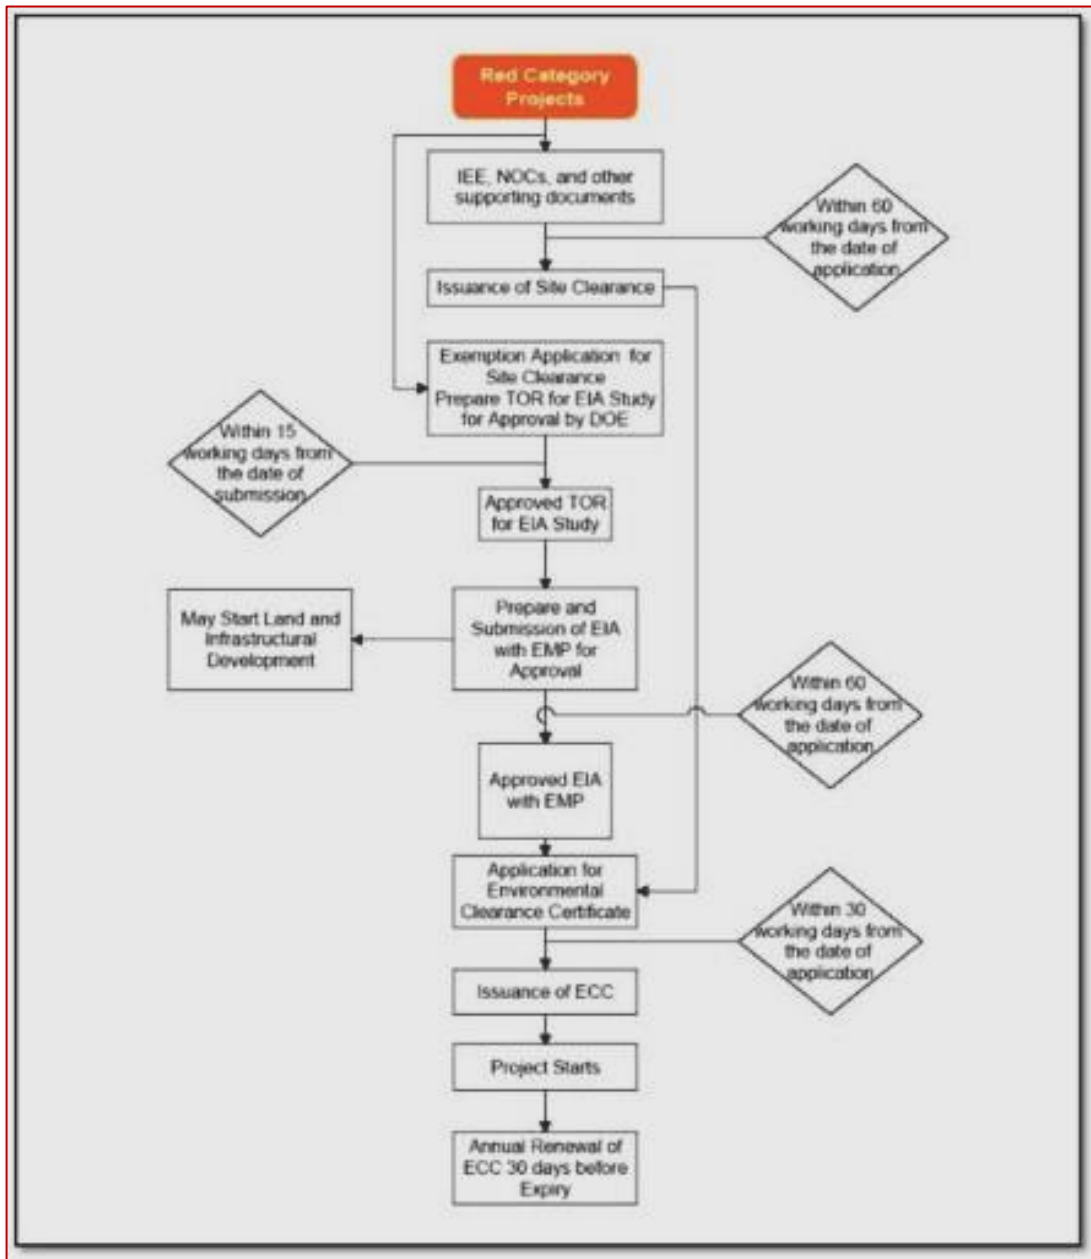 Red Category
Projects
IEE, NOCs, and other
supporting documents
Within 60
working days from
the date of
application
Issuance of Site Clearance
Exemption Application for
Site Clearance
Prepare TOR for EIA Study
for Approval by DOE
Within 15
working days from
the date of
submission
Approved TOR
for EIA Study
May Start Land and
Infrastructural
Development
Prepare and
Submission of EIA
with EMP for
Approval
Within 60
working days from
the date of
application
Approved EIA
with EMP
Application for
Environmental
Clearance Certificate
Within 30
working days from
the date of
application
Issuance of ECC
Project Starts
Annual Renewal of
ECC 30 days before
Expiry